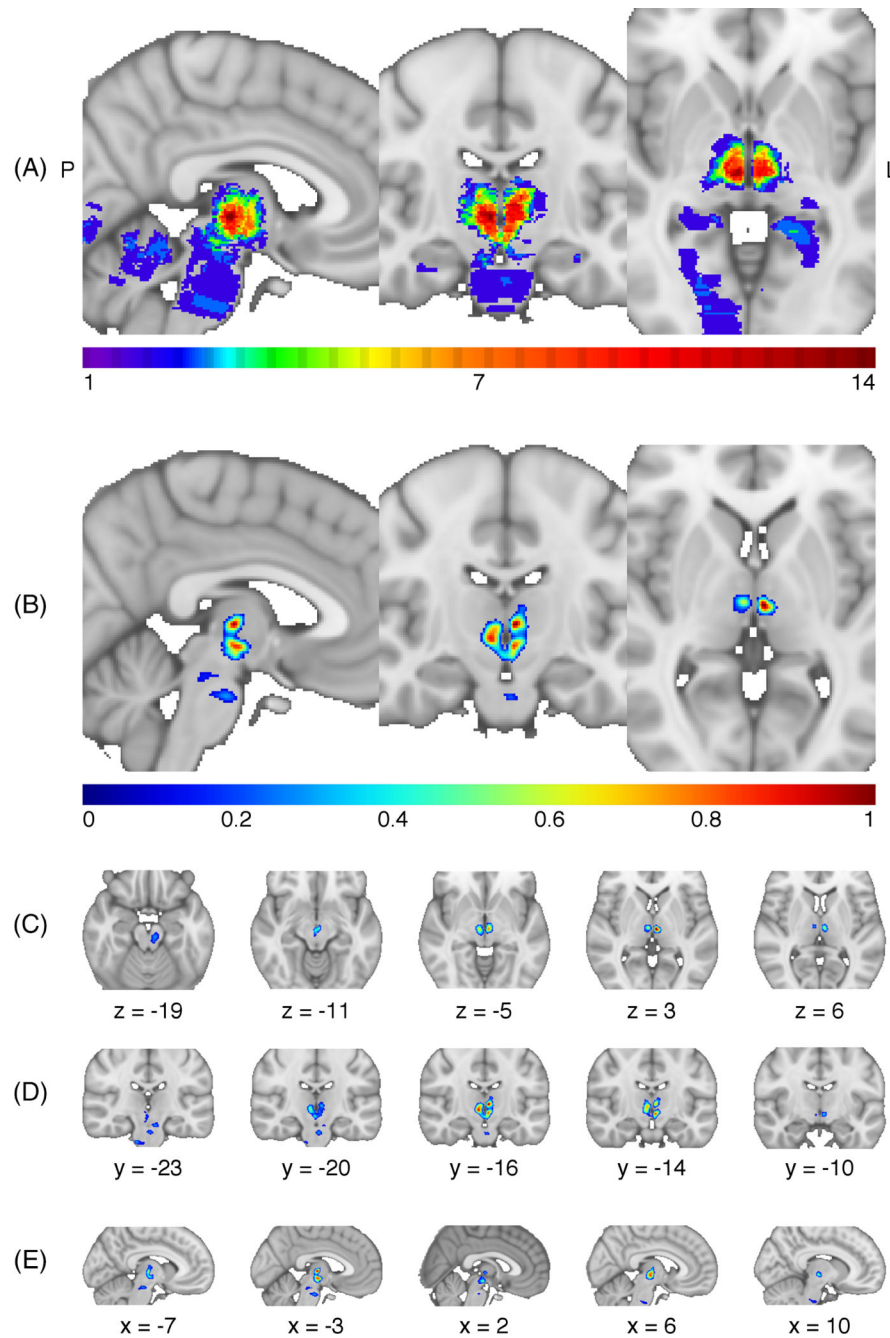 (A) P L
1 7 14
(B)
0 0.2 0.4 0.6 0.8 1
(C)
z = -19 z = -11 z = -5 z = 3 z = 6
(D)
y = -23 y = -20 y = -16 y = -14 y = -10
(E)
x = -7 x = -3 x = 2 x = 6 x = 10